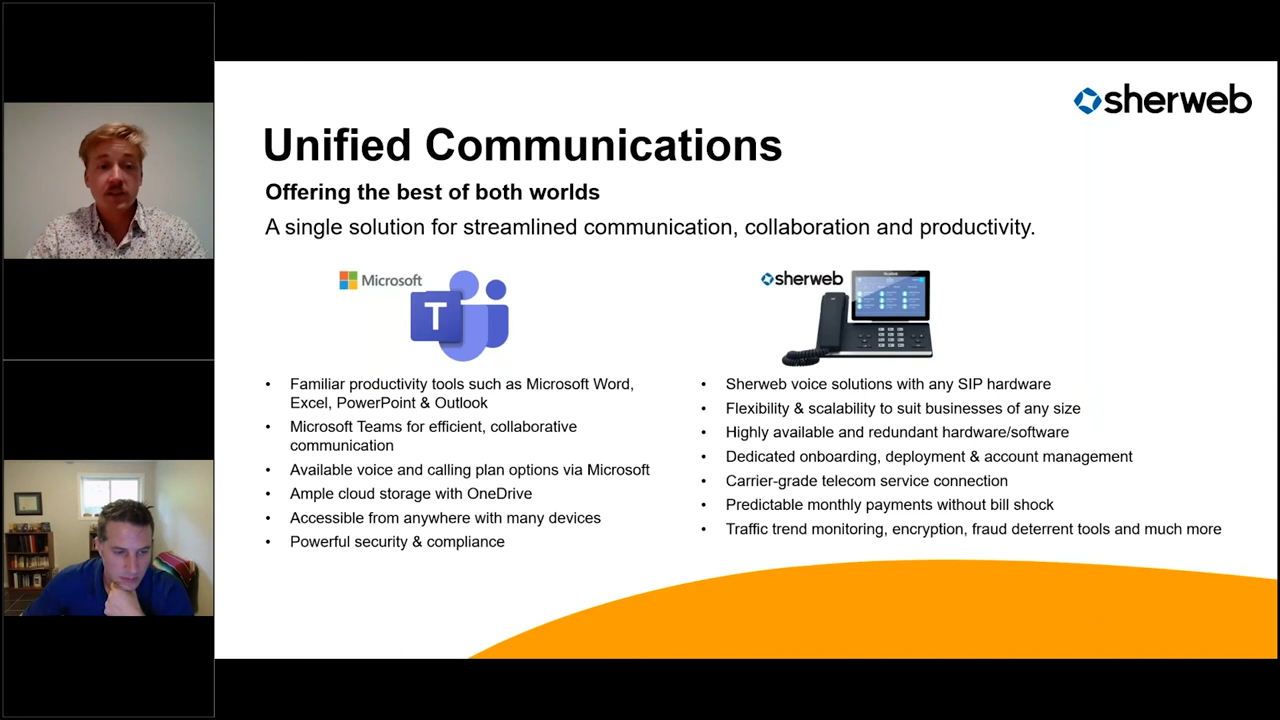 sherweb
Unified Communications
Offering the best of both worlds
A single solution for streamlined communication, collaboration and productivity.
Microsoft
T
• Familiar productivity tools such as Microsoft Word,
Excel, PowerPoint & Outlook
• Microsoft Teams for efficient, collaborative
communication
• Available voice and calling plan options via Microsoft
• Ample cloud storage with OneDrive
• Accessible from anywhere with many devices
• Powerful security & compliance
sherweb
• Sherweb voice solutions with any SIP hardware
• Flexibility & scalability to suit businesses of any size
• Highly available and redundant hardware/software
• Dedicated onboarding, deployment & account management
• Carrier-grade telecom service connection
• Predictable monthly payments without bill shock
• Traffic trend monitoring, encryption, fraud deterrent tools and much more